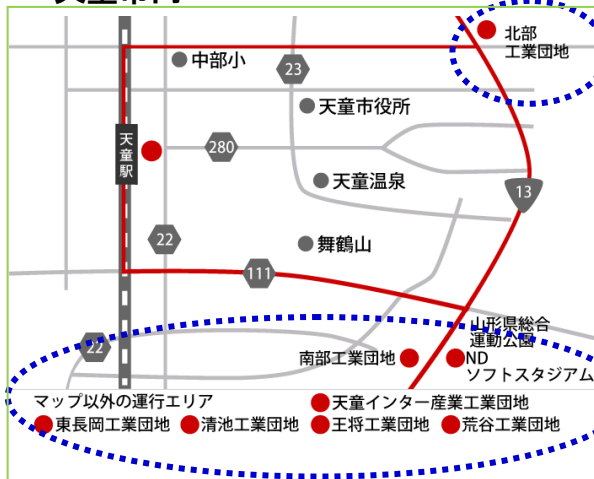 北部
工業団地
中部小
23
天童市役所
天童駅
280
天童温泉
13
22
舞鶴山
111
山形県総合
運動公園
22
南部工業団地
ND
ソフトスタジアム
マップ以外の運行エリア
天童インター産業工業団地
東長岡工業団地 清池工業団地 王将工業団地 荒谷工業団地